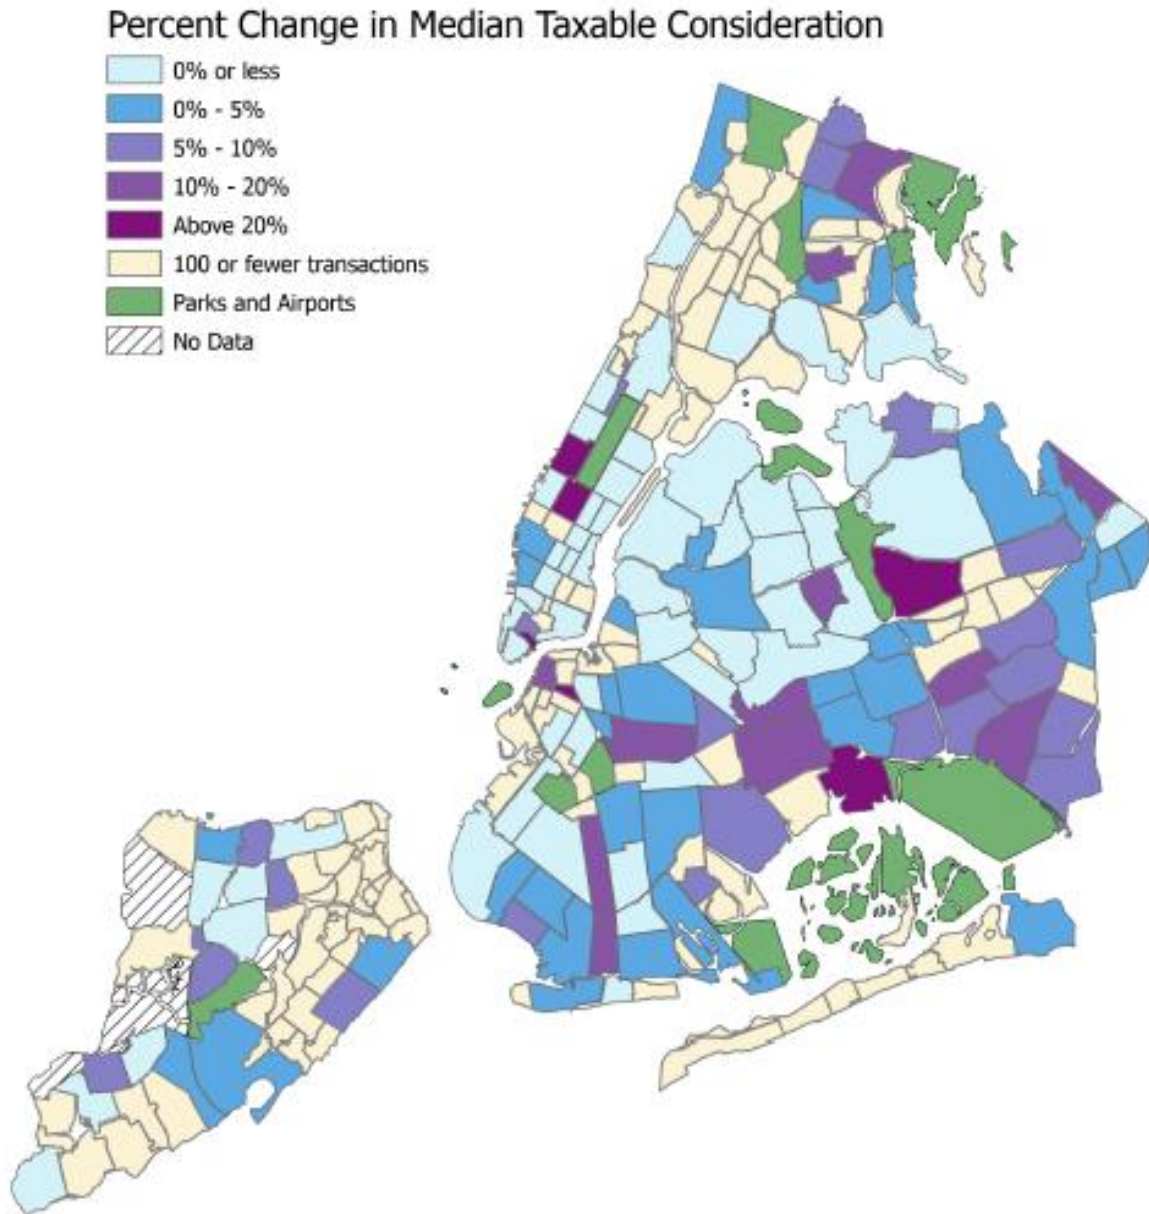 Percent Change in Median Taxable Consideration
0% or less
0% - 5%
5% - 10%
10% - 20%
Above 20%
100 or fewer transactions
Parks and Airports
No Data